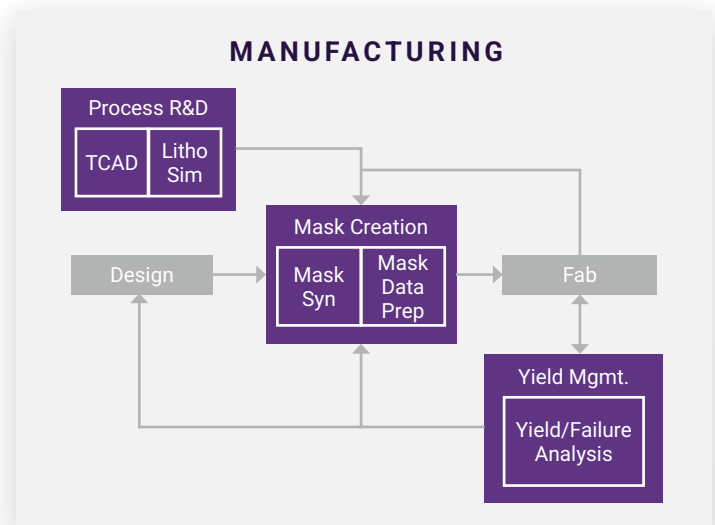 MANUFACTURING
Process R&D
TCAD
Litho
Sim
Mask Creation
Mask
Syn
Mask
Data
Prep
Design
Fab
Yield Mgmt.
Yield/Failure
Analysis